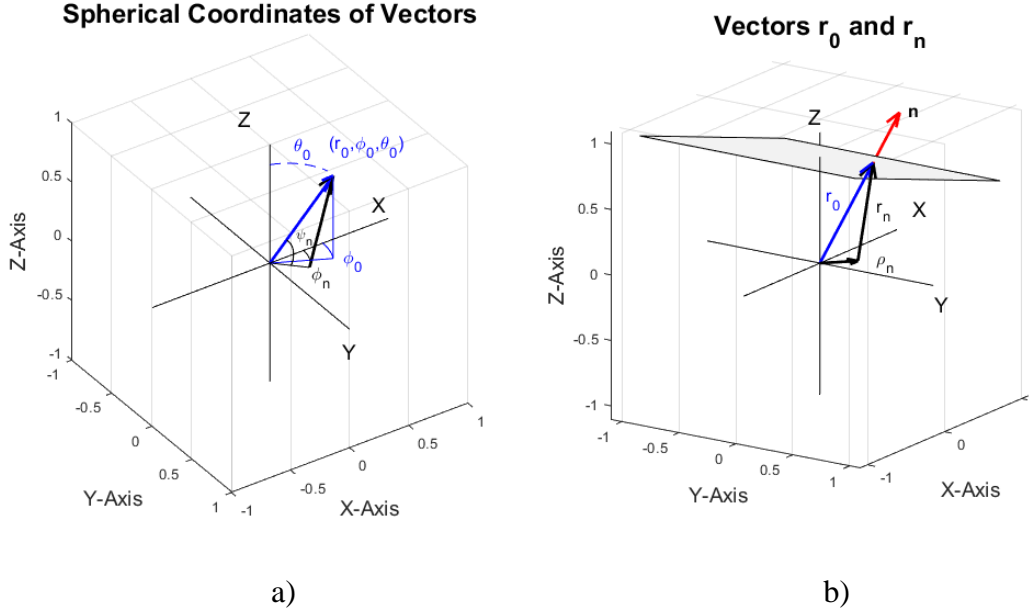 Spherical Coordinates of Vectors
Z
θ₀ (r₀,ϕ₀,θ₀)
X
ψₙ
ϕ₀
ϕₙ
Y
Z-Axis
1
0.5
0
-0.5
-1
-1
-0.5
0
0.5
1
Y-Axis
-1
-0.5
0
0.5
1
X-Axis
a)
Vectors r₀ and rₙ
n
Z
r₀
rₙ
X
ρₙ
Y
Z-Axis
1
0.5
0
-0.5
-1
-1
-0.5
0
0.5
1
Y-Axis
-1
0
X-Axis
b)